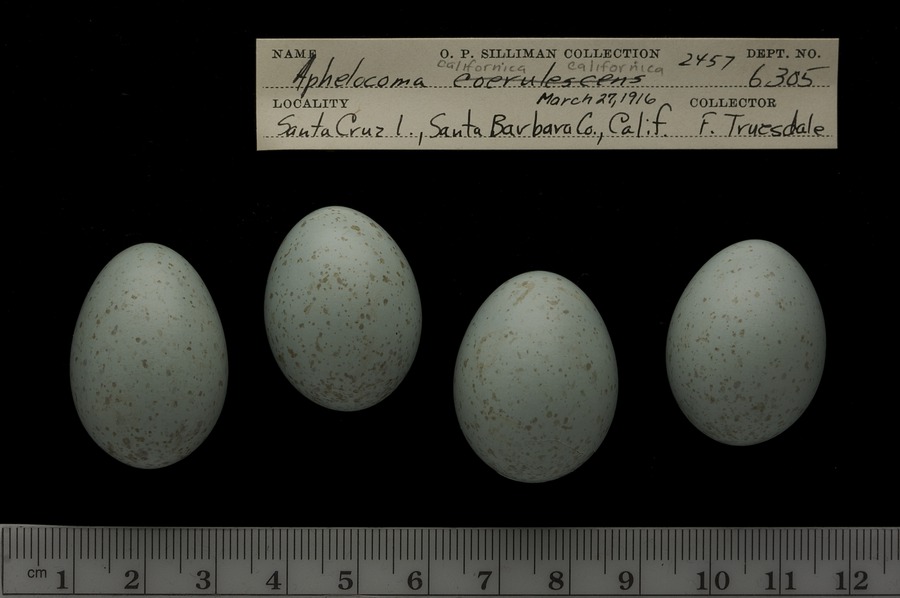 NAME O. P. SILLIMAN COLLECTION 2457 DEPT. NO.
californica californica
Aphelocoma coerulescens 6305
LOCALITY March 27, 1916 COLLECTOR
Santa Cruz I., Santa Barbara Co., Calif. F. Truesdale
cm 1 2 3 4 5 6 7 8 9 10 11 12